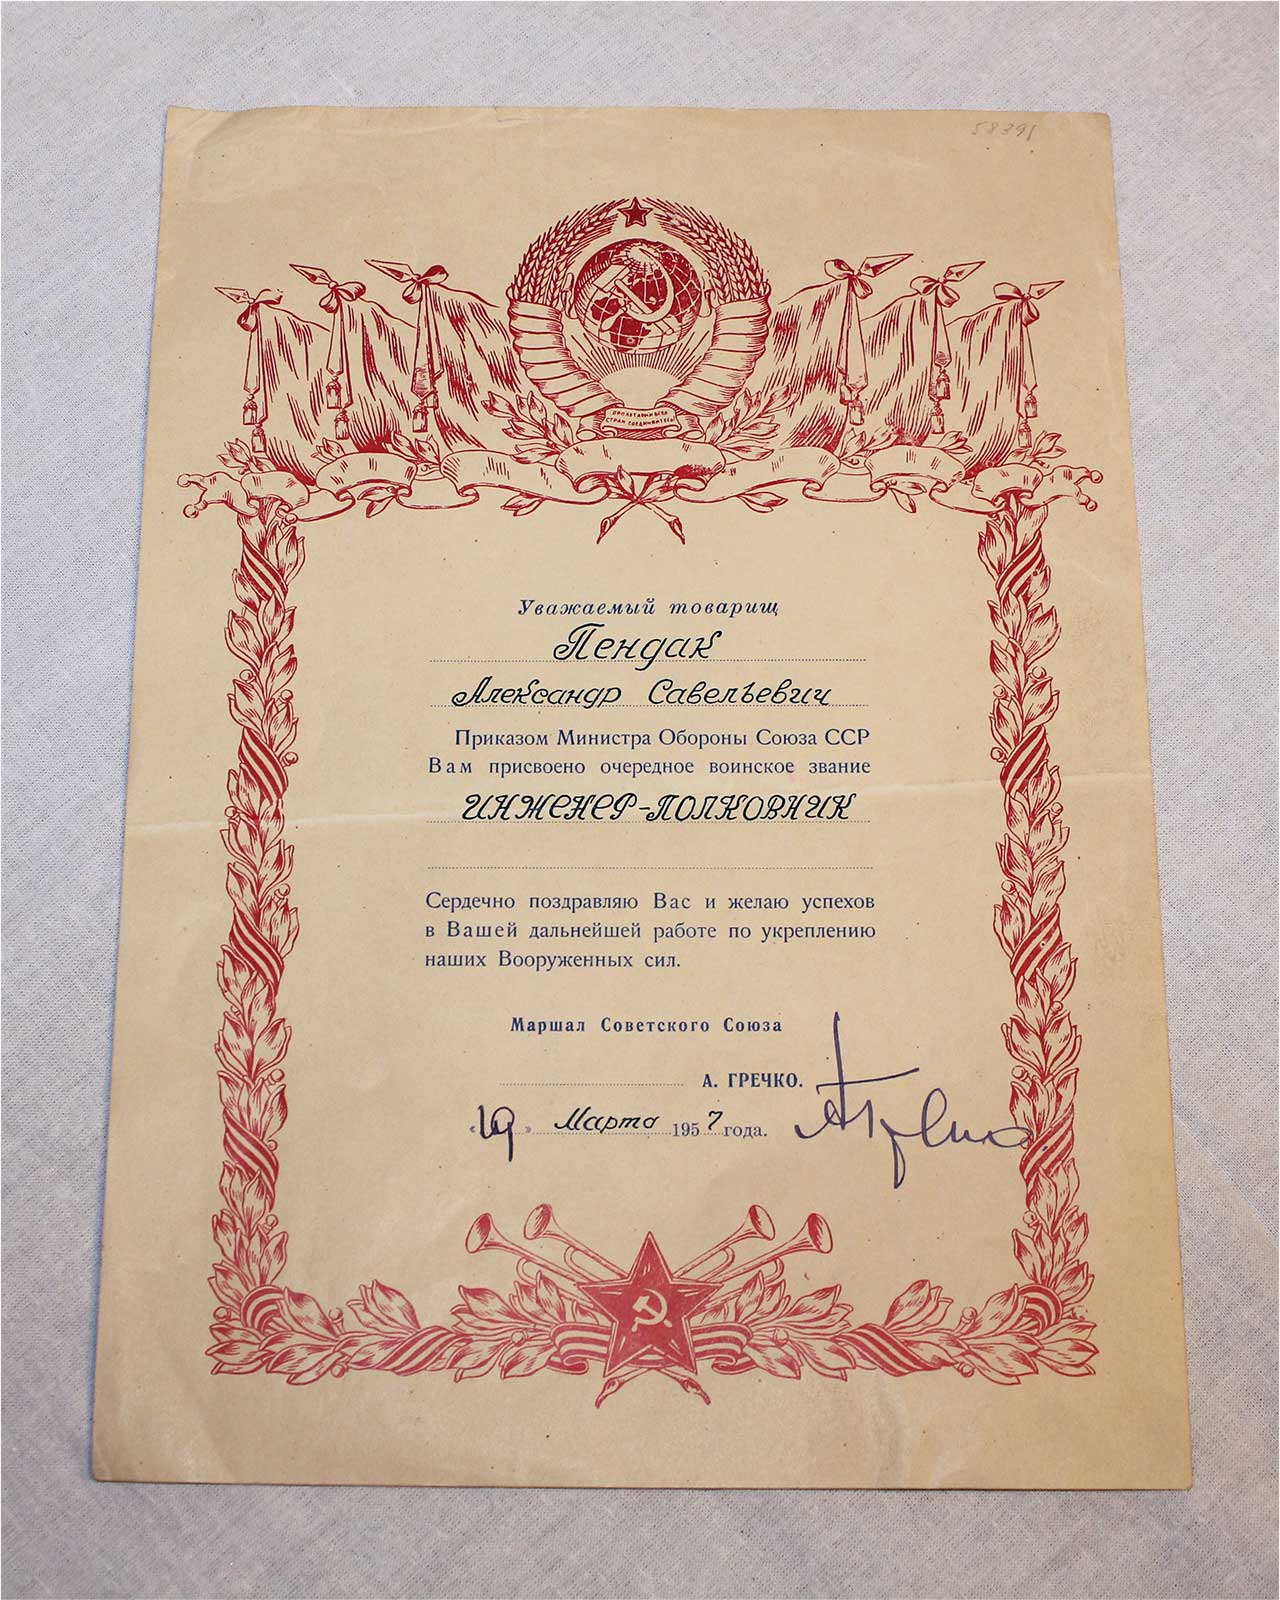 58391
ПРОЛЕТАРИИ ВСЕХ
СТРАН, СОЕДИНЯЙТЕСЬ!
Уважаемый товарищ
Пендак
Александр Савельевич
Приказом Министра Обороны Союза ССР
Вам присвоено очередное воинское звание
ИНЖЕНЕР-ПОЛКОВНИК
Сердечно поздравляю Вас и желаю успехов
в Вашей дальнейшей работе по укреплению
наших Вооруженных сил.
Маршал Советского Союза
А. ГРЕЧКО.
«19» Марта 1957 года.
АГречко